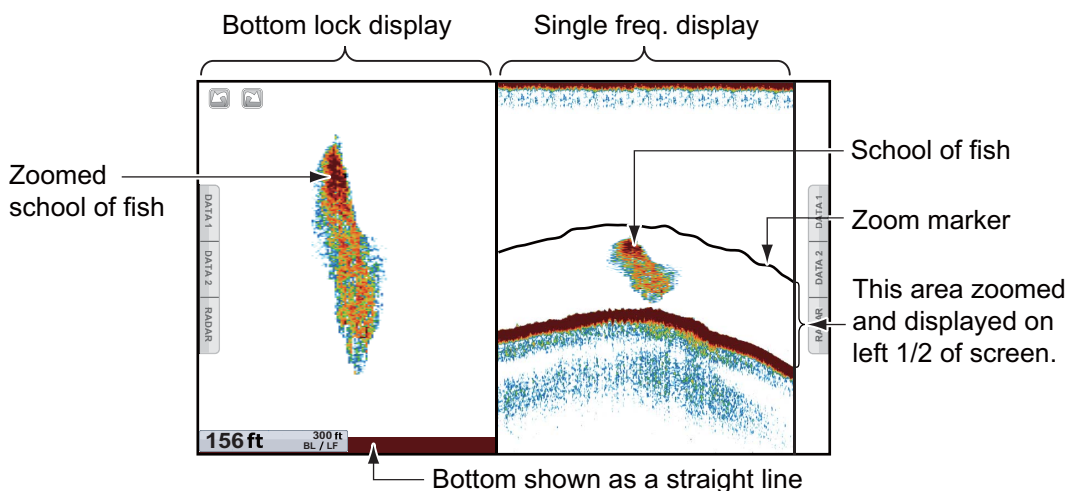 Bottom lock display
Single freq. display
Zoomed
school of fish
DATA 1
DATA 2
RADAR
156 ft
300 ft
BL / LF
School of fish
Zoom marker
DATA 1
DATA 2
RADAR
This area zoomed
and displayed on
left 1/2 of screen.
Bottom shown as a straight line